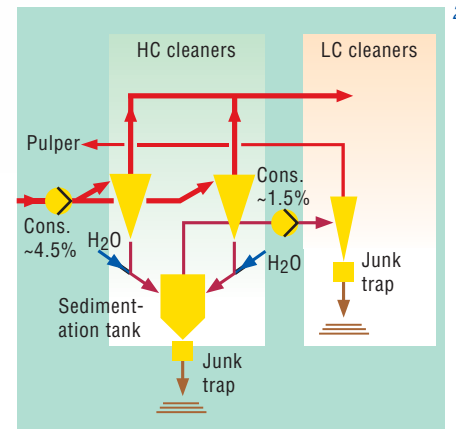 HC cleaners
LC cleaners
Pulper
Cons.
~4.5%
Cons.
~1.5%
H2O
H2O
Sediment-
ation tank
Junk
trap
Junk
trap